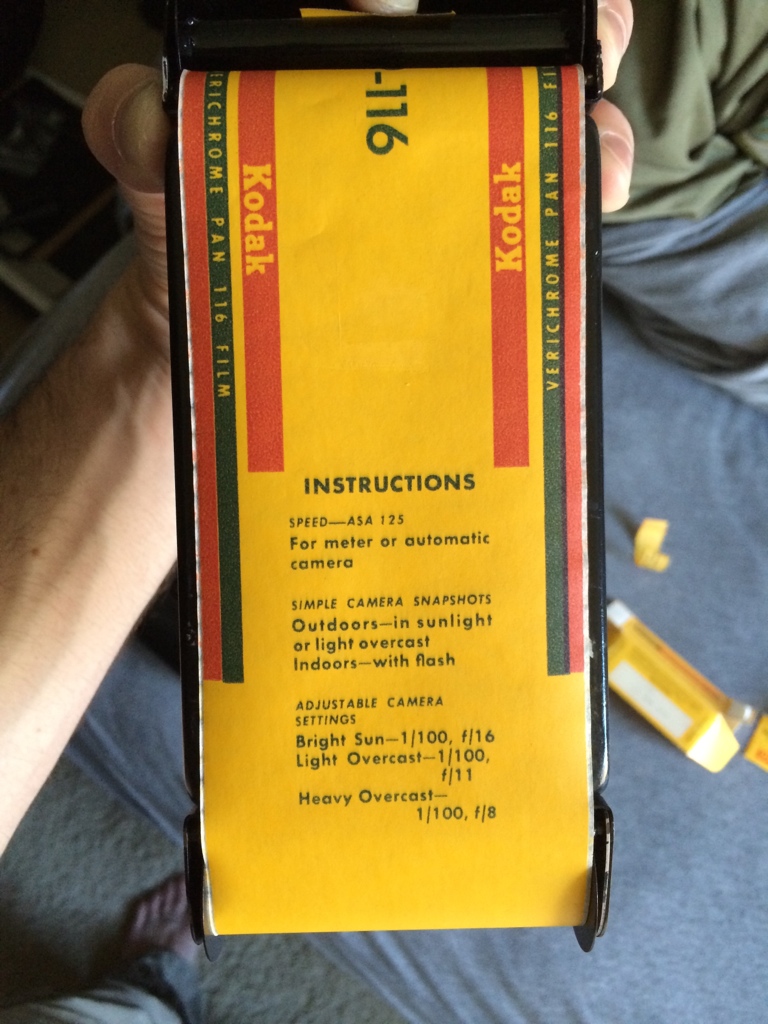 -116
ERICHROME PAN 116 FILM
Kodak
Kodak
VERICHROME PAN 116 FI
INSTRUCTIONS
SPEED—ASA 125
For meter or automatic
camera
SIMPLE CAMERA SNAPSHOTS
Outdoors—in sunlight
or light overcast
Indoors—with flash
ADJUSTABLE CAMERA
SETTINGS
Bright Sun—1/100, f/16
Light Overcast—1/100,
f/11
Heavy Overcast—
1/100, f/8